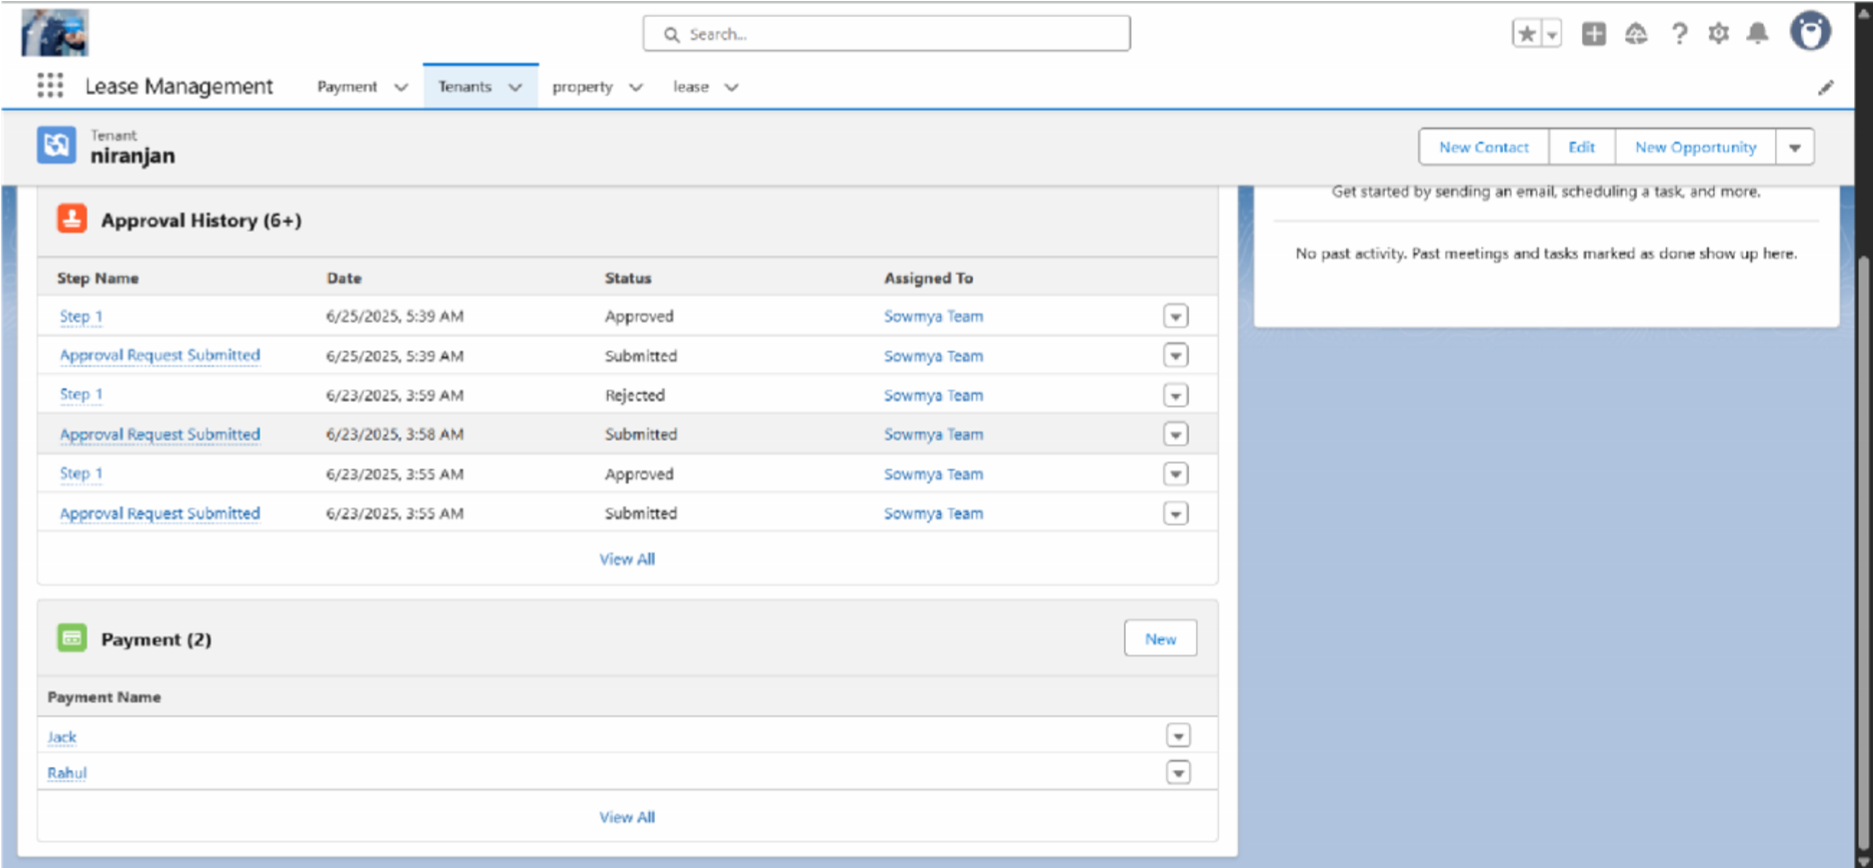 Search...
Lease Management Payment Tenants property lease
Tenant
niranjan
New Contact Edit New Opportunity
Get started by sending an email, scheduling a task, and more.
No past activity. Past meetings and tasks marked as done show up here.
Approval History (6+)
Step Name Date Status Assigned To
Step 1 6/25/2025, 5:39 AM Approved Sowmya Team
Approval Request Submitted 6/25/2025, 5:39 AM Submitted Sowmya Team
Step 1 6/23/2025, 3:59 AM Rejected Sowmya Team
Approval Request Submitted 6/23/2025, 3:58 AM Submitted Sowmya Team
Step 1 6/23/2025, 3:55 AM Approved Sowmya Team
Approval Request Submitted 6/23/2025, 3:55 AM Submitted Sowmya Team
View All
Payment (2) New
Payment Name
Jack
Rahul
View All